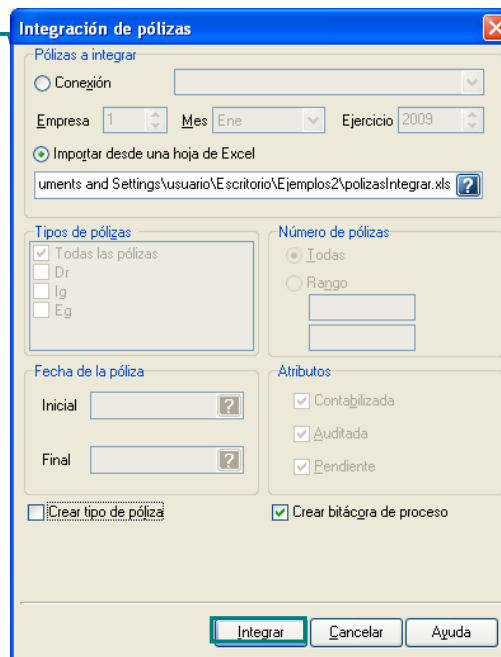 Integración de pólizas
Pólizas a integrar
Conexión
Empresa 1 Mes Ene Ejercicio 2009
Importar desde una hoja de Excel
uments and Settings\usuario\Escritorio\Ejemplos2\polizasIntegrar.xls ?
Tipos de pólizas
Todas las pólizas
Dr
Ig
Eg
Número de pólizas
Todas
Rango
Fecha de la póliza
Inicial ?
Final ?
Atributos
Contabilizada
Auditada
Pendiente
Crear tipo de póliza
Crear bitácora de proceso
Integrar Cancelar Ayuda